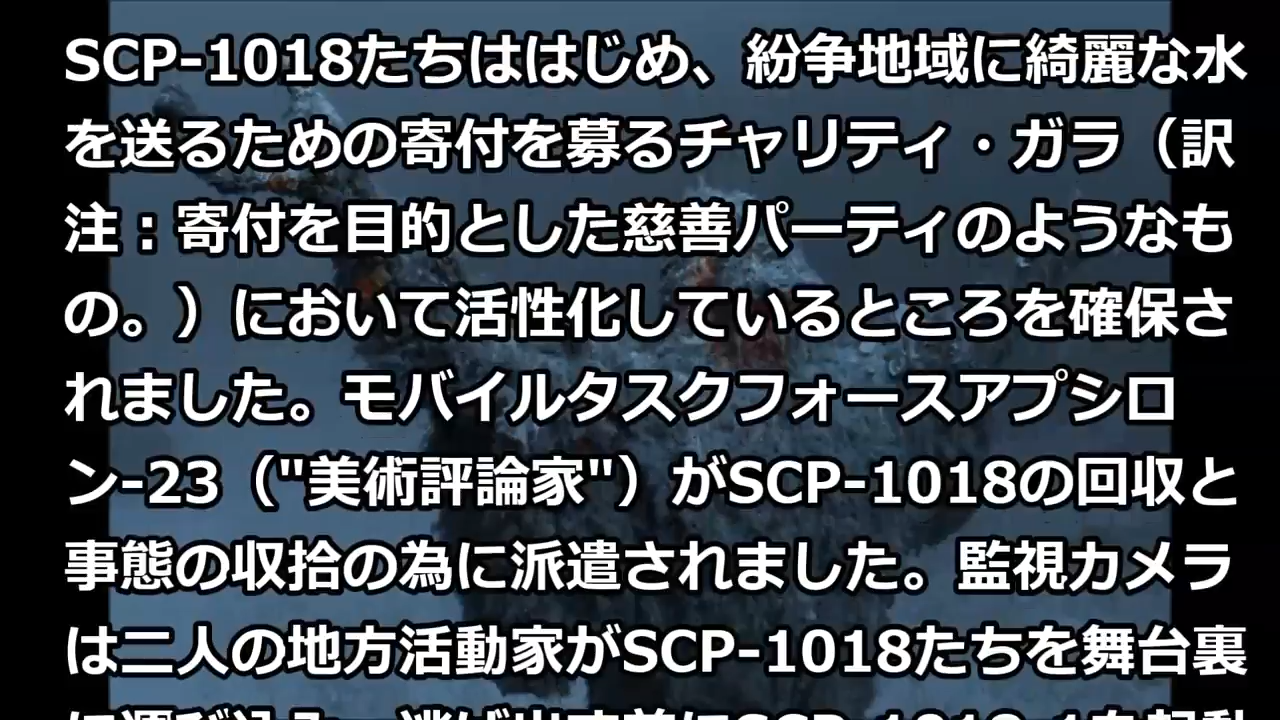 SCP-1018たちははじめ、紛争地域に綺麗な水
を送るための寄付を募るチャリティ・ガラ（訳
注：寄付を目的とした慈善パーティのようなも
の。）において活性化しているところを確保さ
れました。モバイルタスクフォースアプシロ
ン-23（"美術評論家"）がSCP-1018の回収と
事態の収拾の為に派遣されました。監視カメラ
は二人の地方活動家がSCP-1018たちを舞台裏